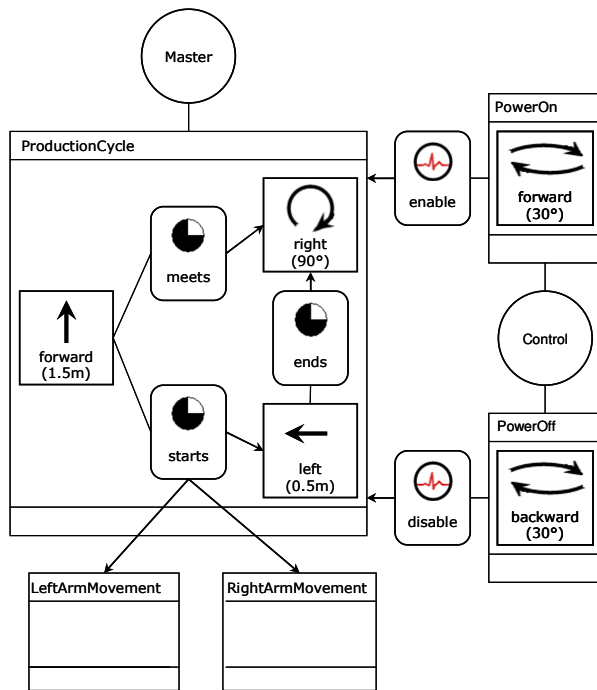 Master
ProductionCycle
PowerOn
forward
(30°)
enable
right
(90°)
meets
forward
(1.5m)
ends
Control
starts
left
(0.5m)
PowerOff
backward
(30°)
disable
LeftArmMovement
RightArmMovement